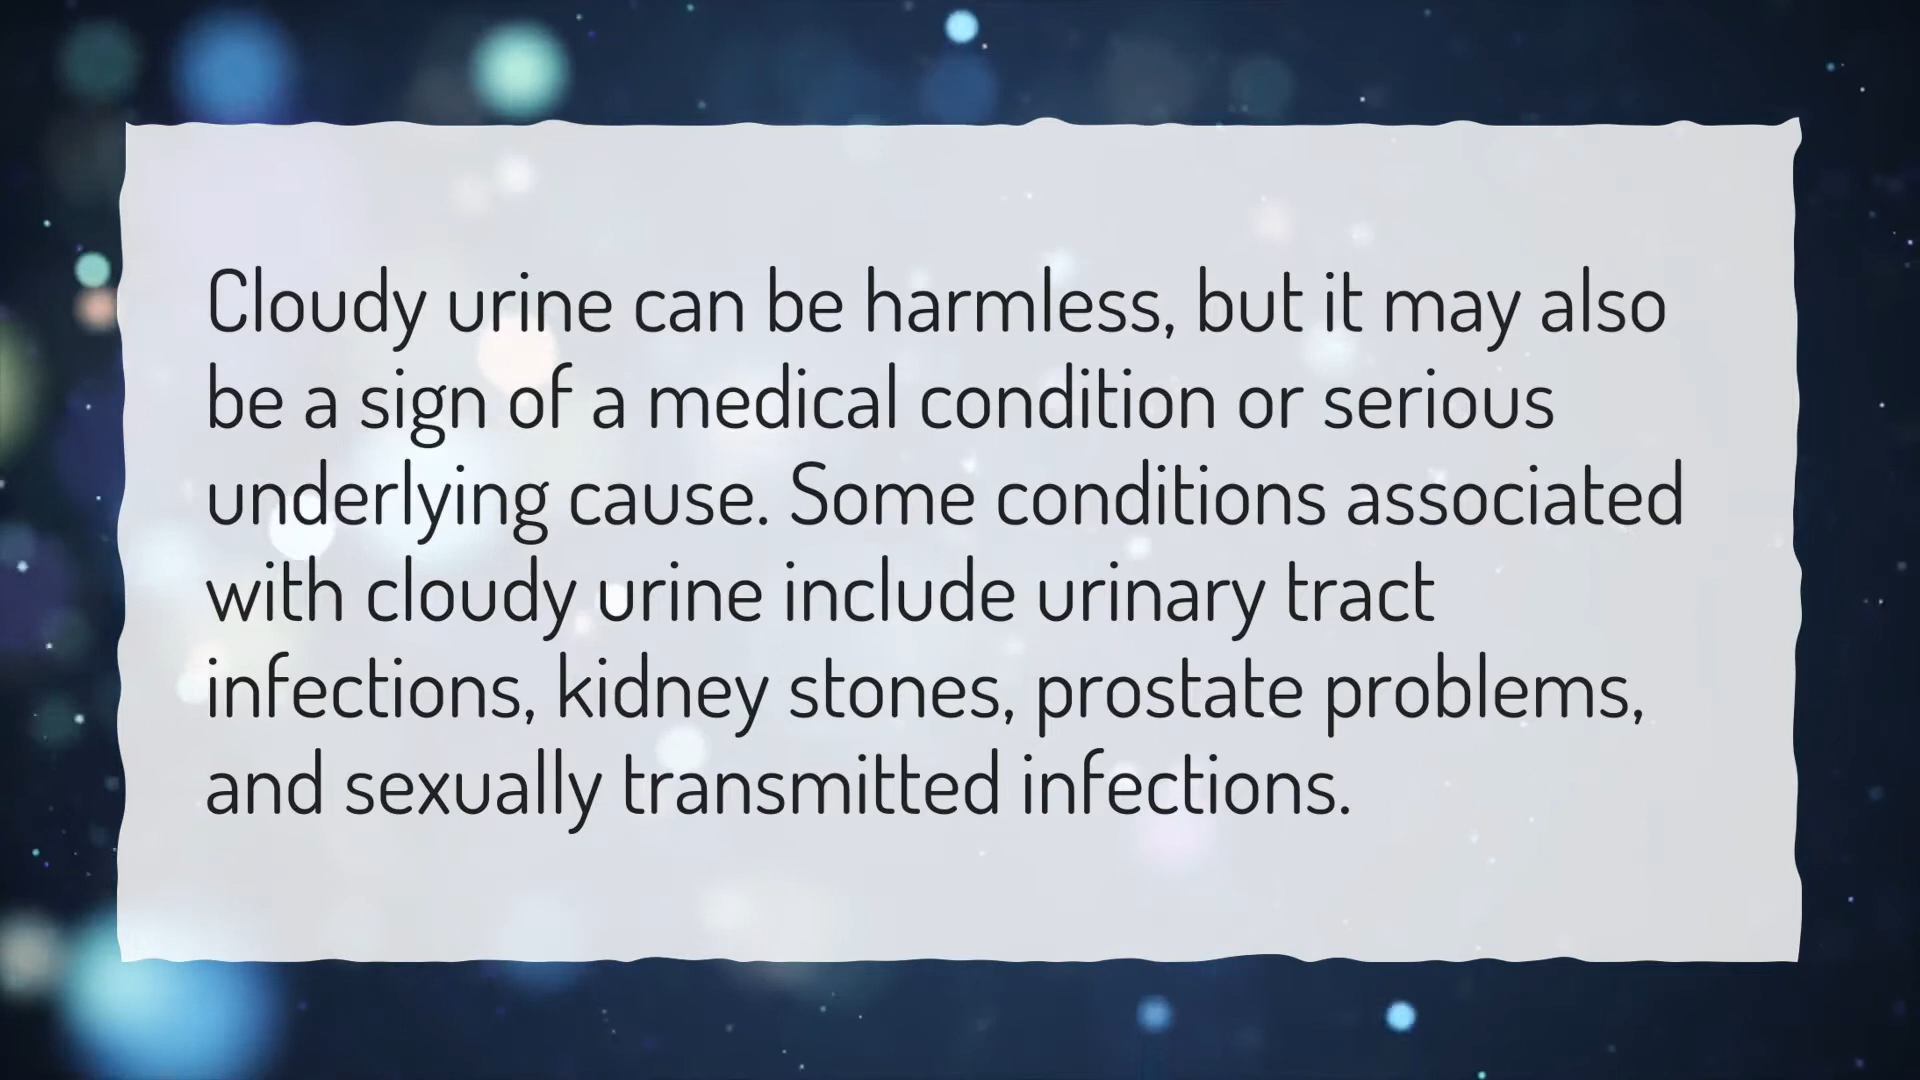 Cloudy urine can be harmless, but it may also
be a sign of a medical condition or serious
underlying cause. Some conditions associated
with cloudy urine include urinary tract
infections, kidney stones, prostate problems,
and sexually transmitted infections.